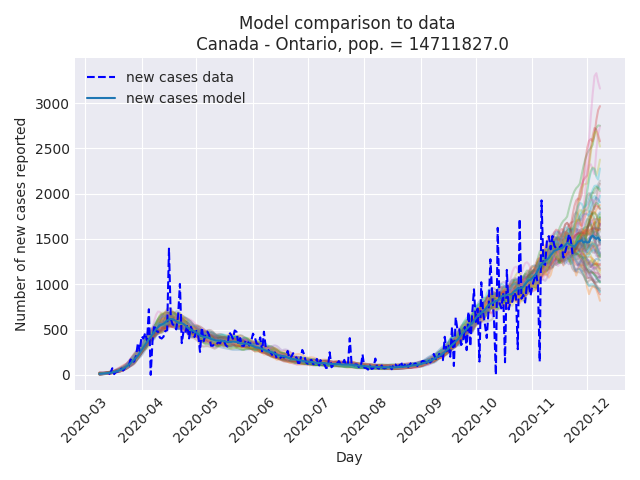 Model comparison to data
Canada - Ontario, pop. = 14711827.0
new cases data
new cases model
Number of new cases reported
3000
2500
2000
1500
1000
500
0
2020-03
2020-04
2020-05
2020-06
2020-07
2020-08
2020-09
2020-10
2020-11
2020-12
Day